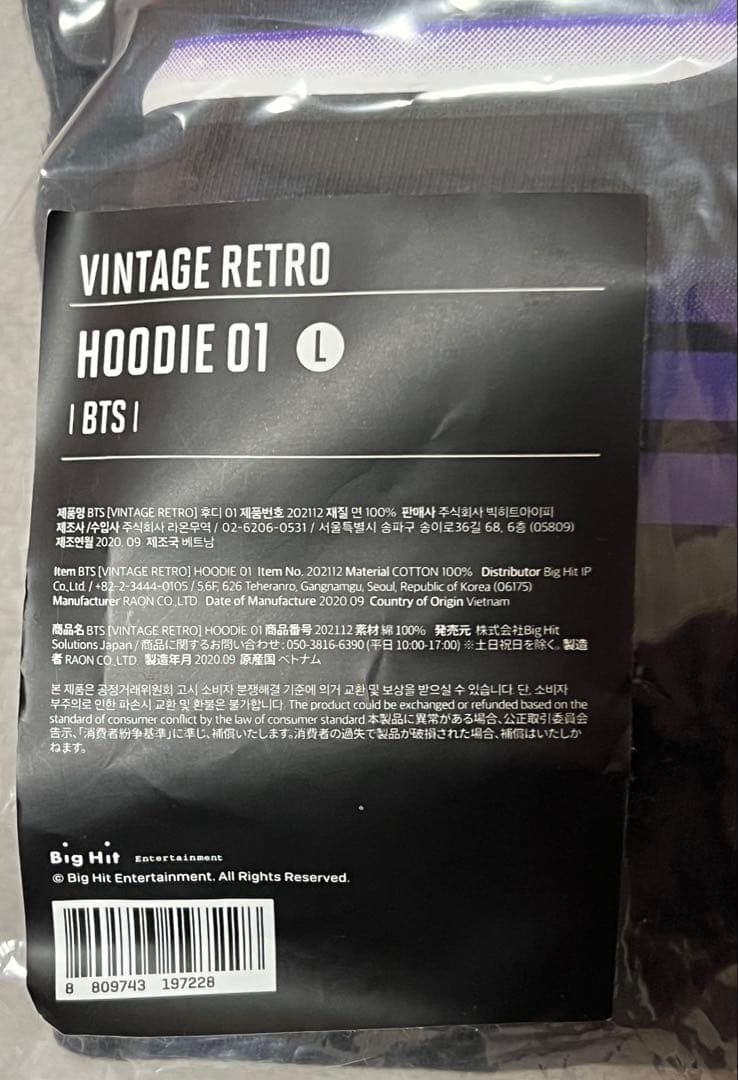 VINTAGE RETRO
HOODIE 01 L
| BTS |
제품명 BTS [VINTAGE RETRO] 후디 01 제품번호 202112 재질 면 100% 판매사 주식회사 빅히트아이피
제조사/수입사 주식회사 라온무역 / 02-6206-0531 / 서울특별시 송파구 송이로36길 68, 6층 (05809)
제조연월 2020. 09 제조국 베트남
Item BTS [VINTAGE RETRO] HOODIE 01 Item No. 202112 Material COTTON 100% Distributor Big Hit IP
Co,.Ltd. / +82-2-3444-0105 / 5,6F, 626 Teheranro, Gangnamgu, Seoul, Republic of Korea (06175)
Manufacturer RAON CO.,LTD Date of Manufacture 2020.09 Country of Origin Vietnam
商品名 BTS [VINTAGE RETRO] HOODIE 01 商品番号 202112 素材 綿 100% 発売元 株式会社Big Hit
Solutions Japan / 商品に関するお問い合わせ : 050-3816-6390 (平日 10:00-17:00) ※土日祝日を除く。 製造
者 RAON CO,.LTD 製造年月 2020.09 原産国 ベトナム
본 제품은 공정거래위원회 고시 소비자 분쟁해결 기준에 의거 교환 및 보상을 받으실 수 있습니다. 단, 소비자
부주의로 인한 파손시 교환 및 환불은 불가합니다. The product could be exchanged or refunded based on the
standard of consumer conflict by the law of consumer standard 本製品に異常がある場合、公正取引委員会
告示、「消費者紛争基準」に準じ、補償いたします。消費者の過失で製品が破損された場合、補償はいたしか
ねます。
Big Hit Entertainment
© Big Hit Entertainment. All Rights Reserved.
8 809743 197228